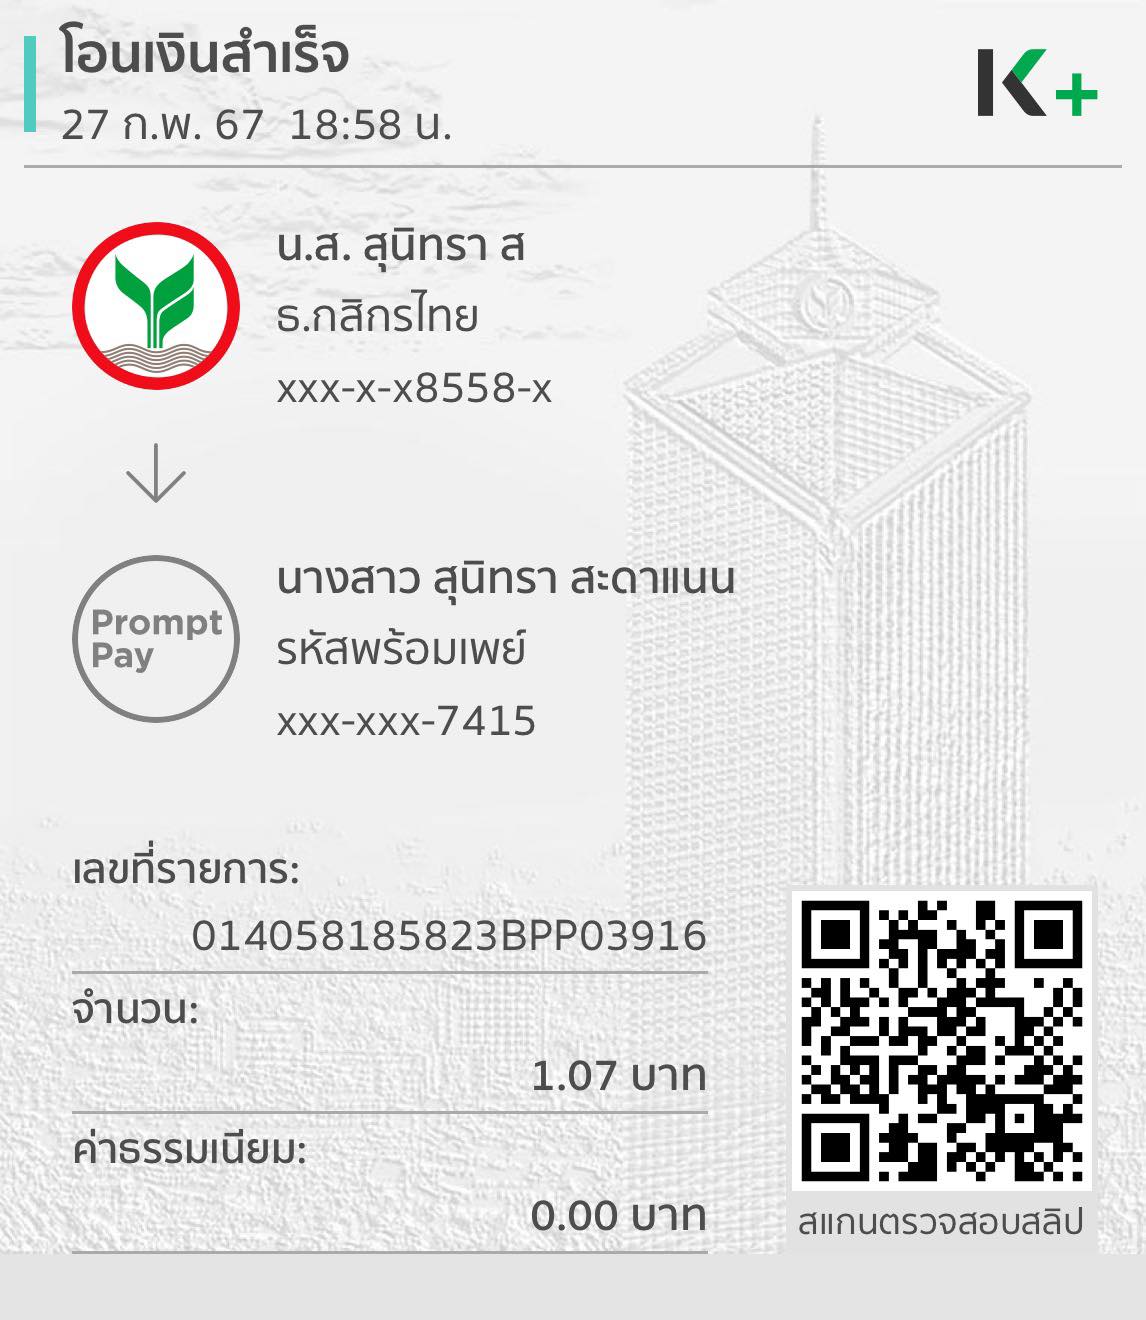 โอนเงินสำเร็จ
27 ก.พ. 67  18:58 น.
K+
น.ส. สุนิทรา ส
ธ.กสิกรไทย
xxx-x-x8558-x
Prompt
Pay
นางสาว สุนิทรา สะดาแนน
รหัสพร้อมเพย์
xxx-xxx-7415
เลขที่รายการ:
014058185823BPP03916
จำนวน:
1.07 บาท
ค่าธรรมเนียม:
0.00 บาท
สแกนตรวจสอบสลิป